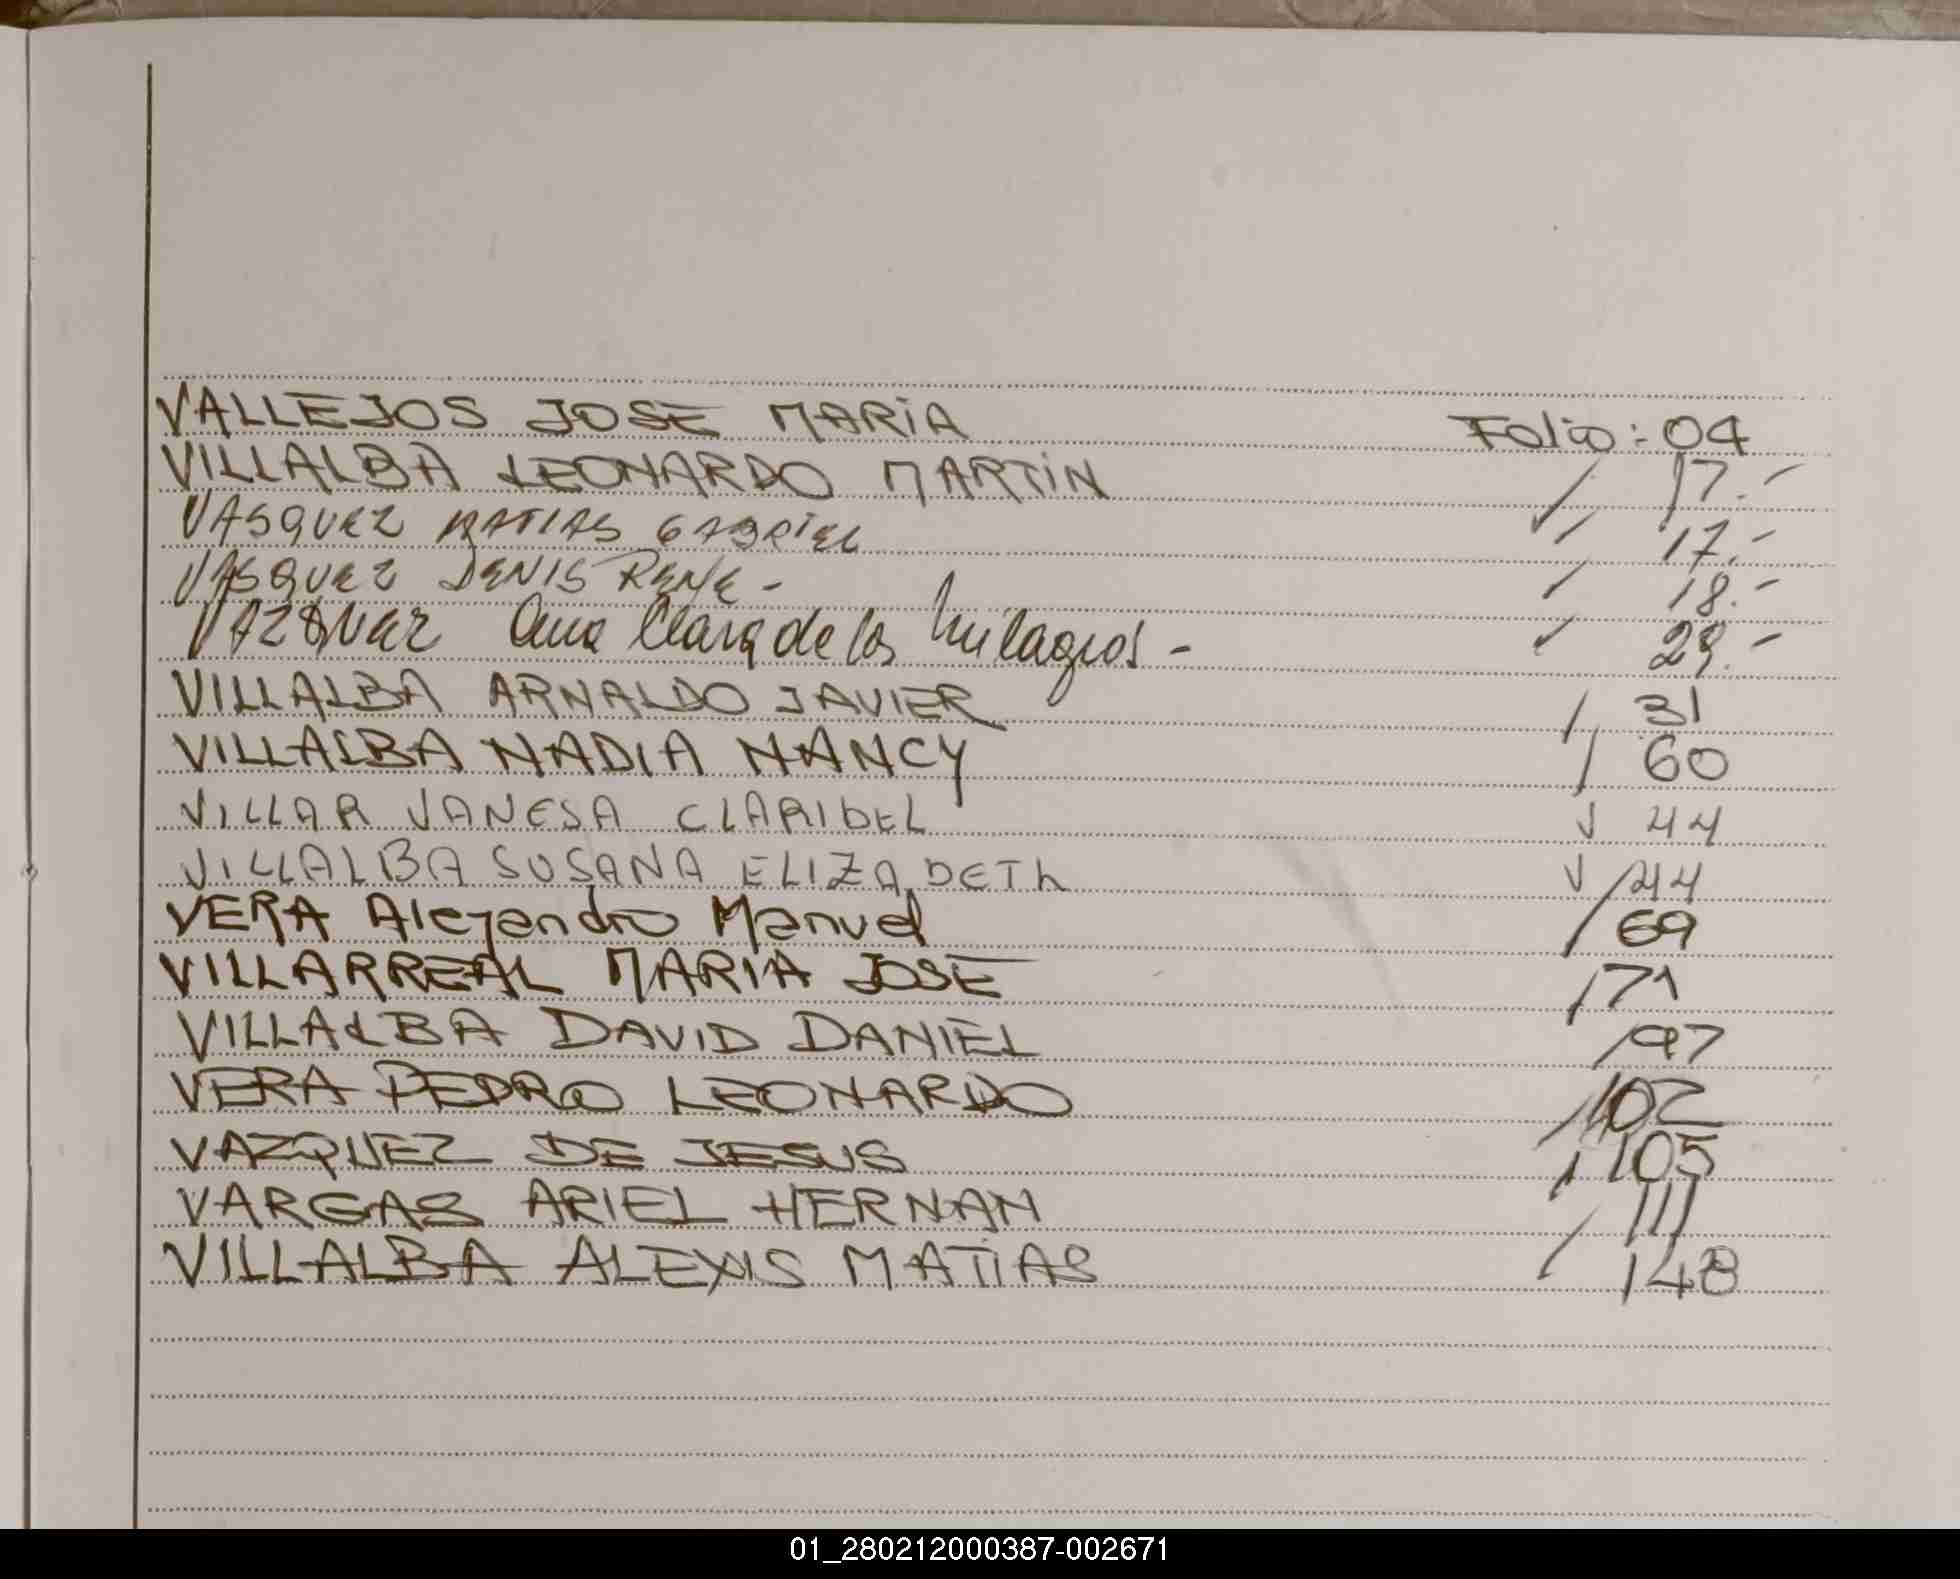 VALLEJOS JOSE MARIA Folio: 04
VILLALBA LEONARDO MARTIN 17.-
VASQUEZ MATIAS GABRIEL 17.-
VASQUEZ DENIS RENE - 18.-
VAZQUEZ Ana Clara de los Milagros - 29.-
VILLALBA ARNALDO JAVIER 31
VILLALBA NADIA NANCY 60
VILLAR VANESA CLARIBEL 44
VILLALBA SUSANA ELIZABETH 44
VERA Alejandro Manuel 69
VILLARREAL MARIA JOSE 71
VILLALBA DAVID DANIEL 97
VERA PEDRO LEONARDO 102
VAZQUEZ DE JESUS 105
VARGAS ARIEL HERNAN 111
VILLALBA ALEXIS MATIAS 148
01_280212000387-002671